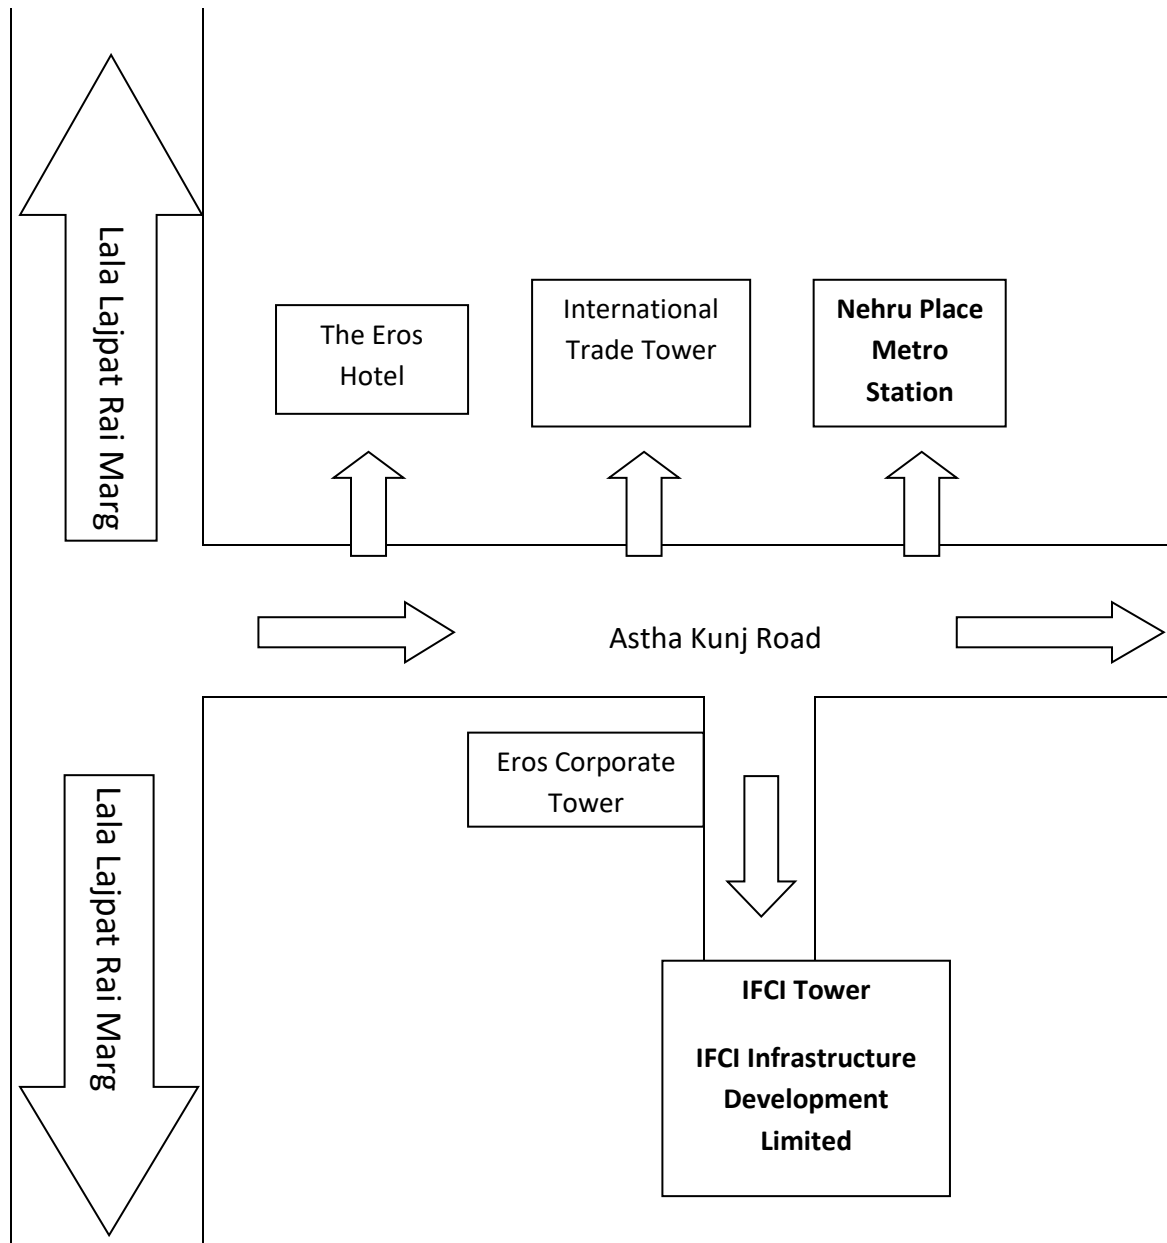 Lala Lajpat Rai Marg
The Eros
Hotel
International
Trade Tower
Nehru Place
Metro
Station
Astha Kunj Road
Eros Corporate
Tower
Lala Lajpat Rai Marg
IFCI Tower
IFCI Infrastructure
Development
Limited